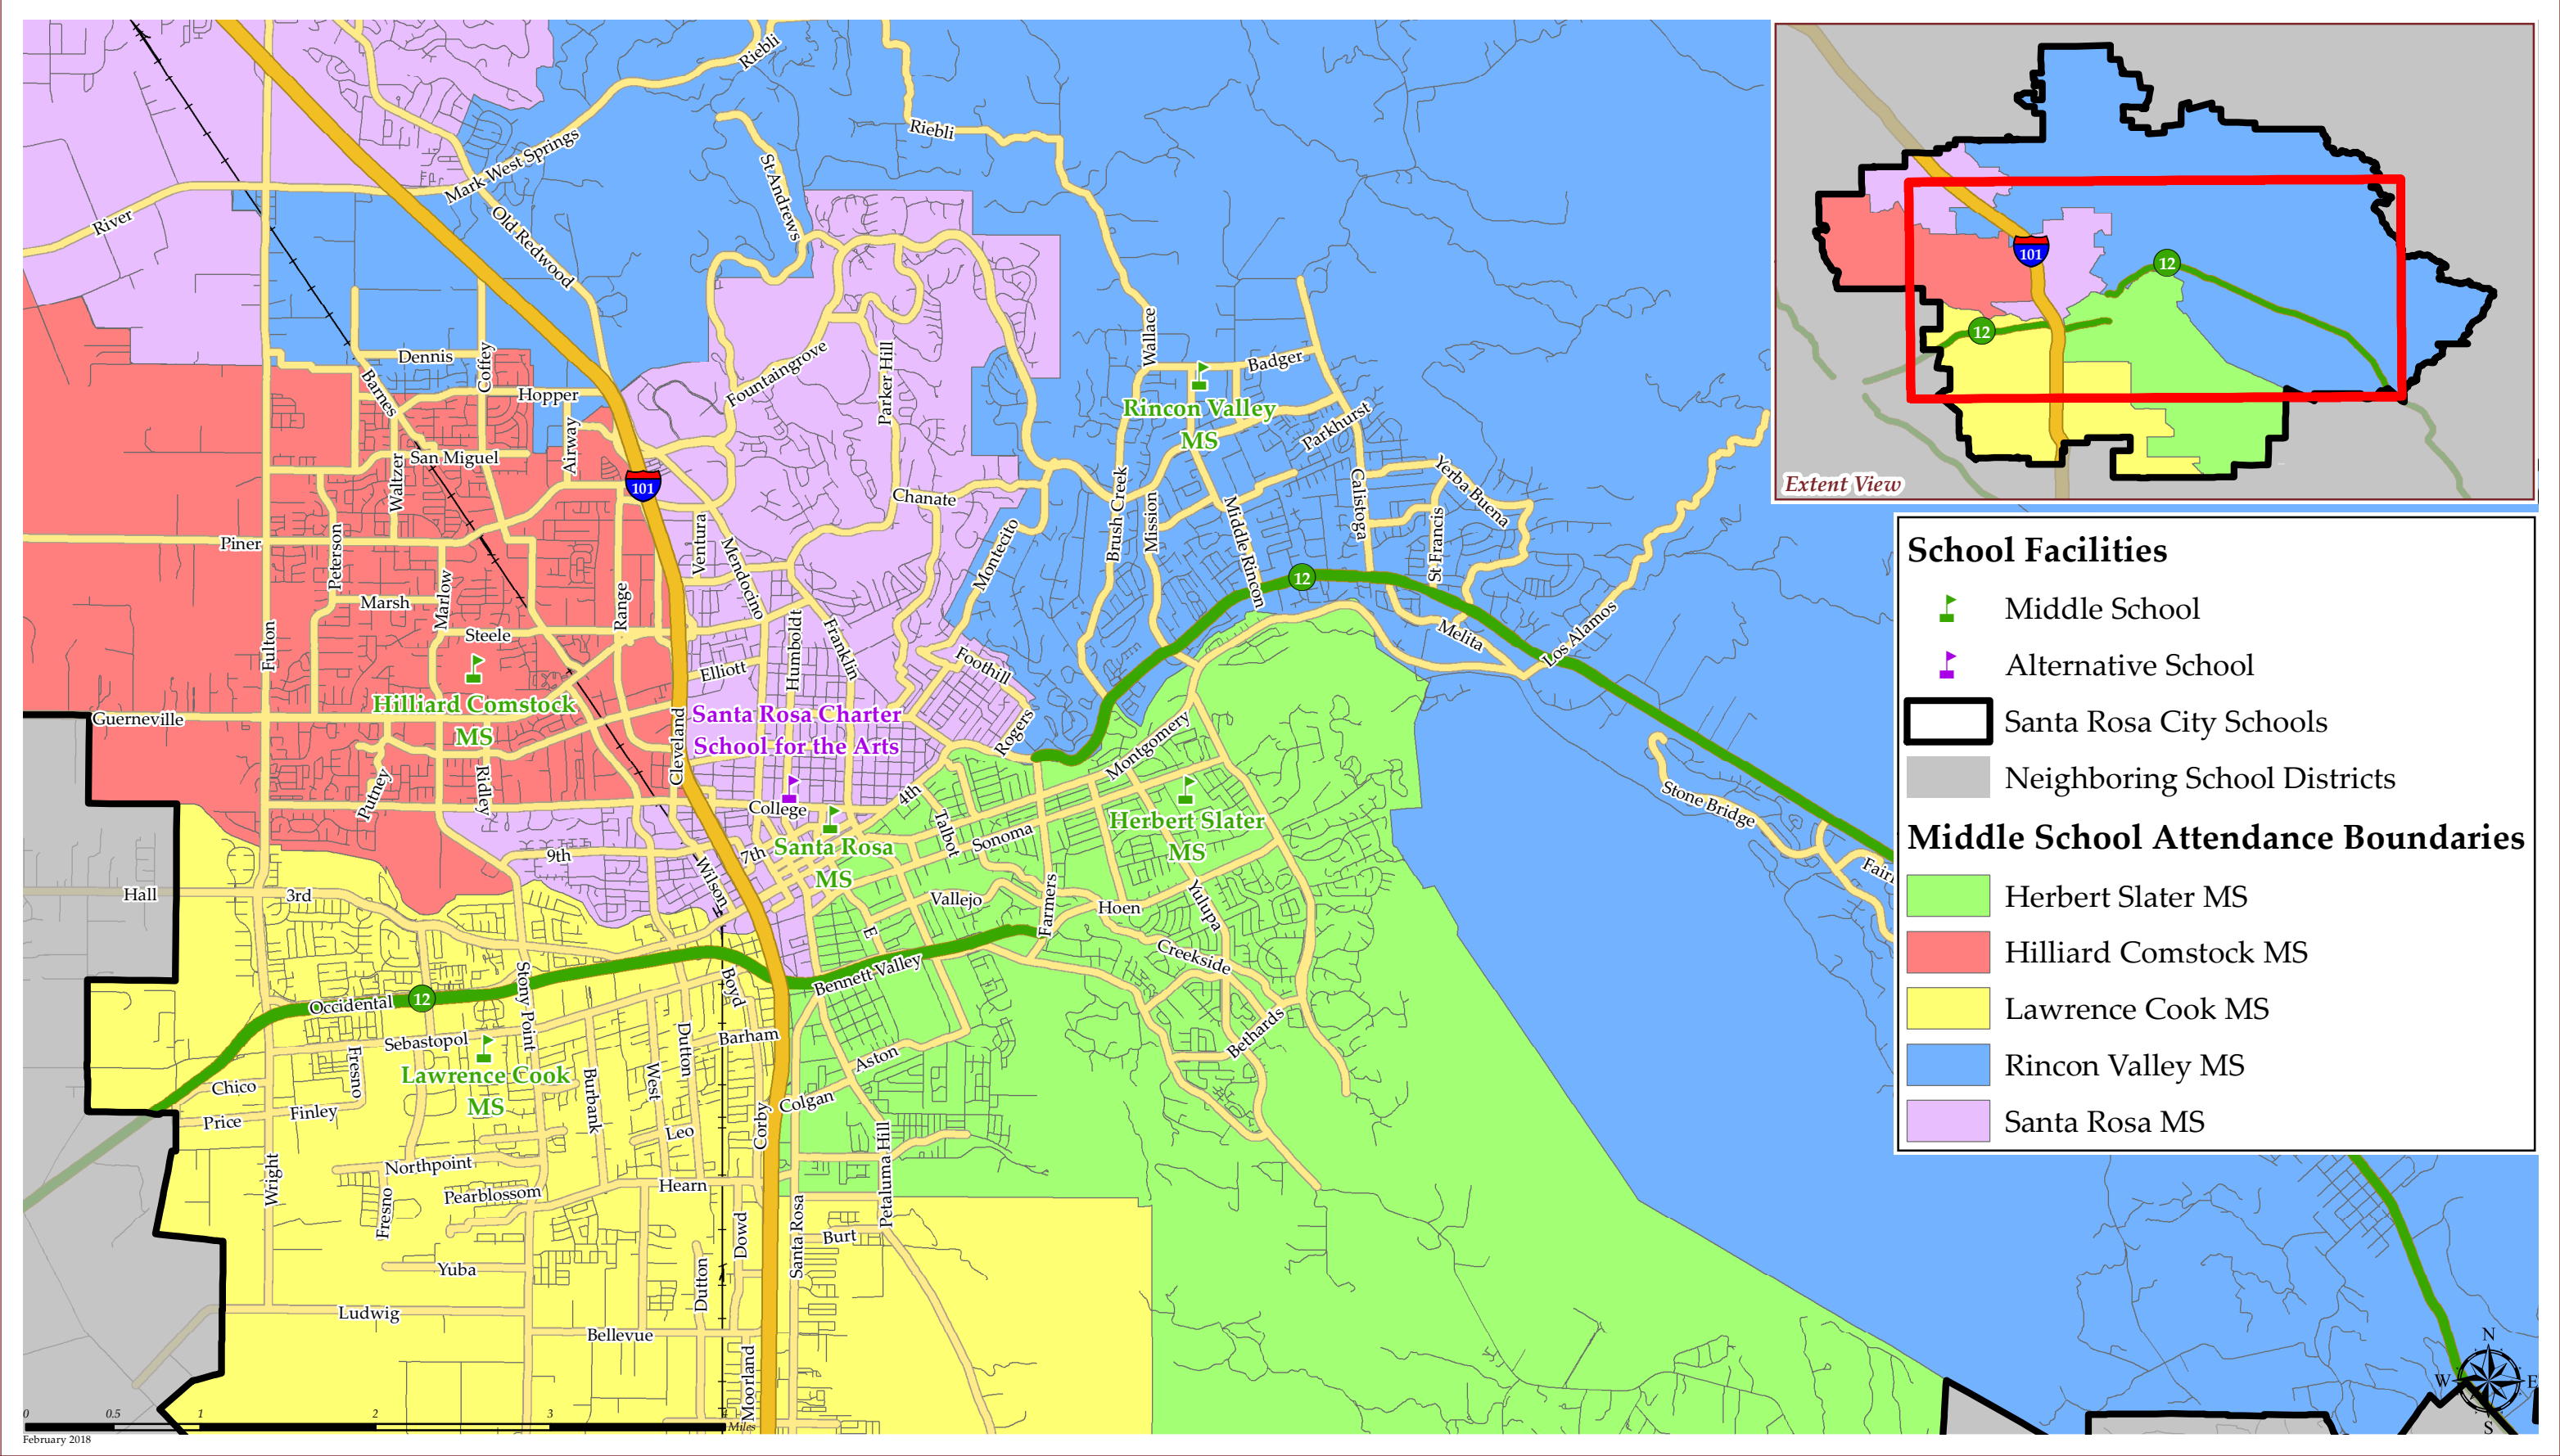 Riebli
Riebli
Mark West Springs
St Andrews
River
Old Redwood
Wallace
Dennis
Coffey
Barnes
Hopper
Fountaingrove
Parker Hill
Badger
Rincon Valley
MS
Parkhurst
Airway
San Miguel
Waltzer
101
Chanate
Brush Creek
Mission
Middle Rincon
Calistoga
Yerba Buena
St Francis
Piner
Peterson
Ventura
Mendocino
Montecito
12
Marsh
Marlow
Range
Steele
Fulton
Humboldt
Franklin
Elliott
Foothill
Melita
Los Alamos
Hilliard Comstock
MS
Guerneville
Cleveland
Santa Rosa Charter
School for the Arts
Rogers
Montgomery
Putney
Ridley
College
4th
Talbot
Sonoma
Herbert Slater
MS
Stone Bridge
Santa Rosa
MS
9th
7th
Wilson
Hall
3rd
Vallejo
Farmers
Hoen
Yulupa
Fair
E
Creekside
Bennett Valley
Occidental
12
Stony Point
Boyd
Sebastopol
Lawrence Cook
MS
Fresno
Dutton
Barham
Aston
Bethards
Chico
Price
Finley
Burbank
West
Colgan
Corby
Leo
Northpoint
Petaluma Hill
Wright
Fresno
Pearblossom
Hearn
Dowd
Santa Rosa
Burt
Yuba
Dutton
Ludwig
Bellevue
Moorland
0 0.5 1 2 3 4
Miles
February 2018
101
12
12
Extent View
School Facilities
Middle School
Alternative School
Santa Rosa City Schools
Neighboring School Districts
Middle School Attendance Boundaries
Herbert Slater MS
Hilliard Comstock MS
Lawrence Cook MS
Rincon Valley MS
Santa Rosa MS
N
W E
S